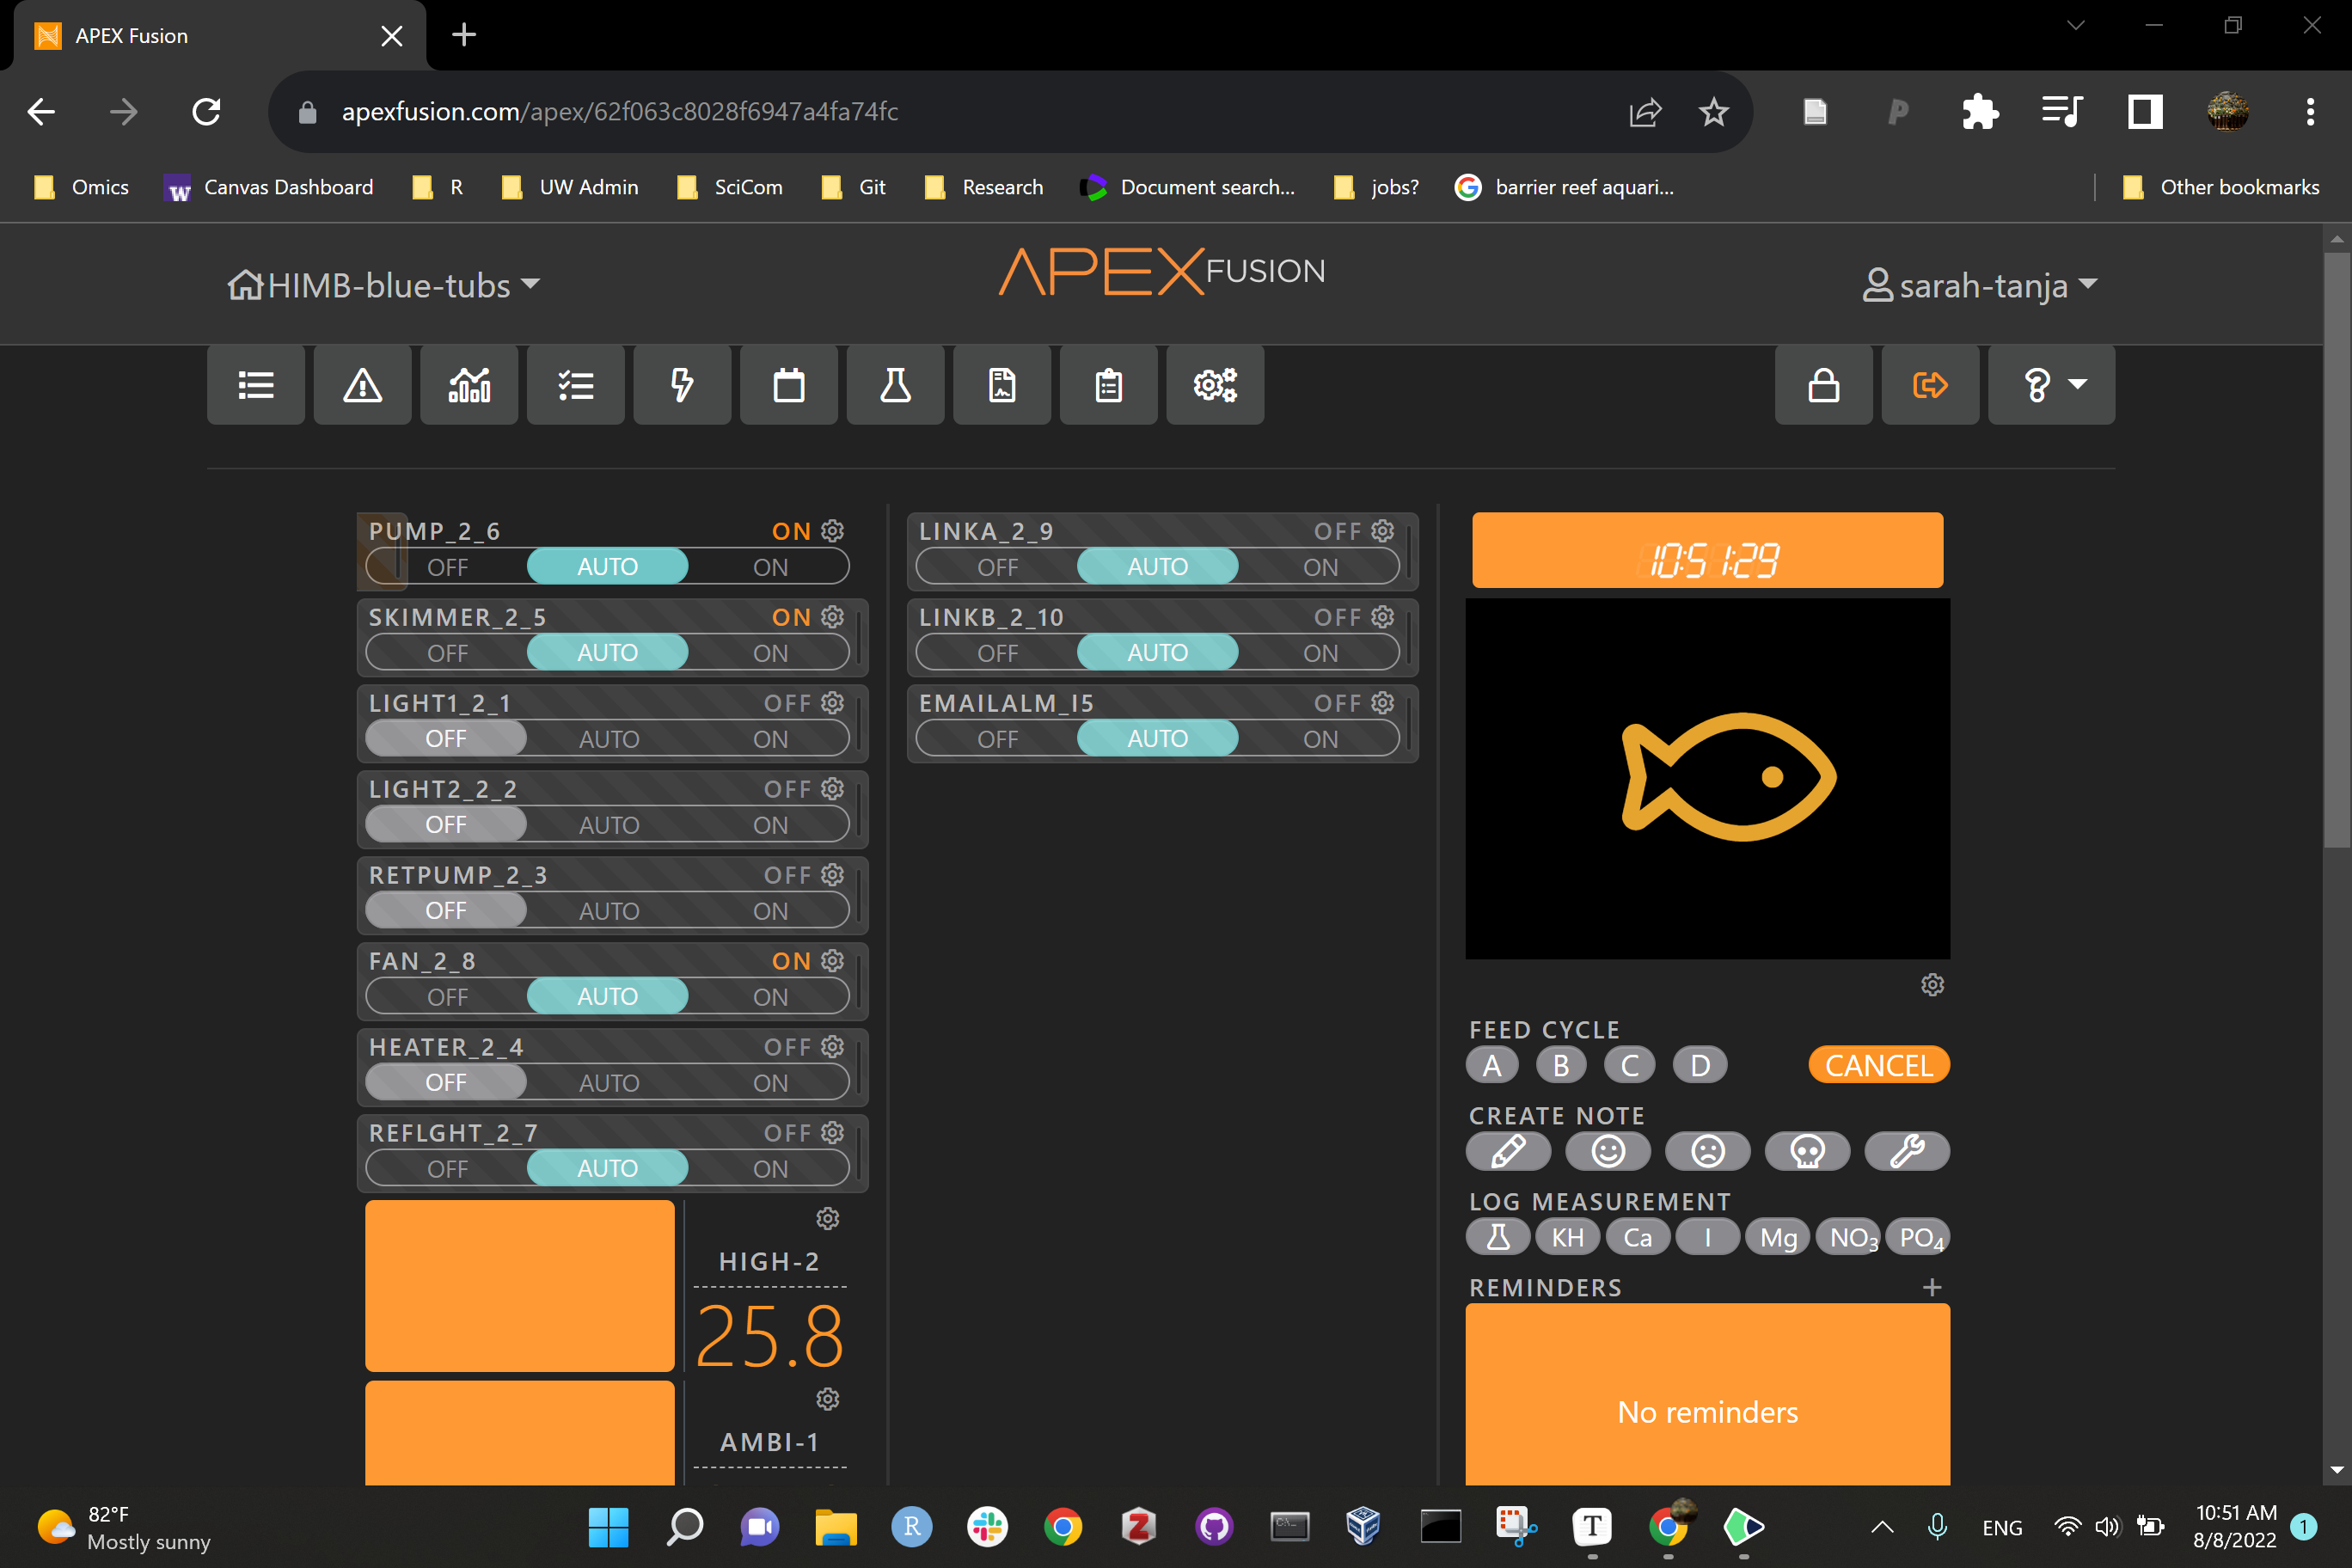 APEX Fusion
apexfusion.com/apex/62f063c8028f6947a4fa74fc
Omics
Canvas Dashboard
R
UW Admin
SciCom
Git
Research
Document search...
jobs?
barrier reef aquari...
Other bookmarks
HIMB-blue-tubs
APEX FUSION
sarah-tanja
PUMP_2_6 ON
OFF AUTO ON
SKIMMER_2_5 ON
OFF AUTO ON
LIGHT1_2_1 OFF
OFF AUTO ON
LIGHT2_2_2 OFF
OFF AUTO ON
RETPUMP_2_3 OFF
OFF AUTO ON
FAN_2_8 ON
OFF AUTO ON
HEATER_2_4 OFF
OFF AUTO ON
REFLGHT_2_7 OFF
OFF AUTO ON
HIGH-2
25.8
AMBI-1
LINKA_2_9 OFF
OFF AUTO ON
LINKB_2_10 OFF
OFF AUTO ON
EMAILALM_I5 OFF
OFF AUTO ON
10:51:29
FEED CYCLE
A B C D CANCEL
CREATE NOTE
LOG MEASUREMENT
KH Ca I Mg NO3 PO4
REMINDERS +
No reminders
82°F
Mostly sunny
ENG
10:51 AM
8/8/2022
1